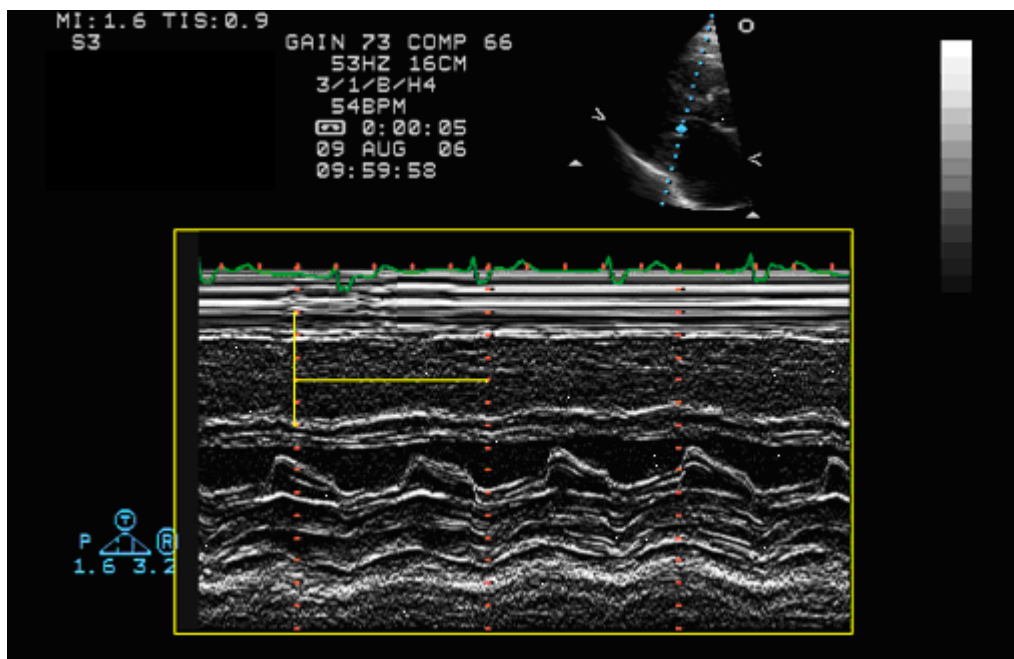 MI:1.6 TIS:0.9
S3
GAIN 73 COMP 66
53HZ 16CM
3/1/B/H4
54BPM
0:00:05
09 AUG 06
09:59:58
T
P R
1.6 3.2